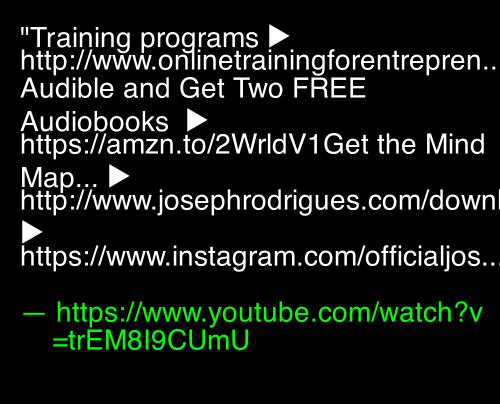 "Training programs ►
http://www.onlinetrainingforentrepren...
Audible and Get Two FREE
Audiobooks ►
https://amzn.to/2WrldV1Get the Mind
Map... ►
http://www.josephrodrigues.com/downl
►
https://www.instagram.com/officialjos...
— https://www.youtube.com/watch?v
=trEM8I9CUmU